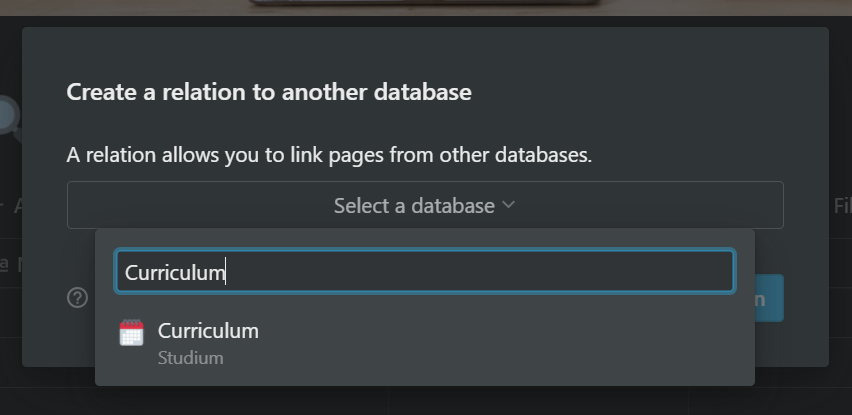 Create a relation to another database
A relation allows you to link pages from other databases.
Select a database
Curriculum
Curriculum
Studium